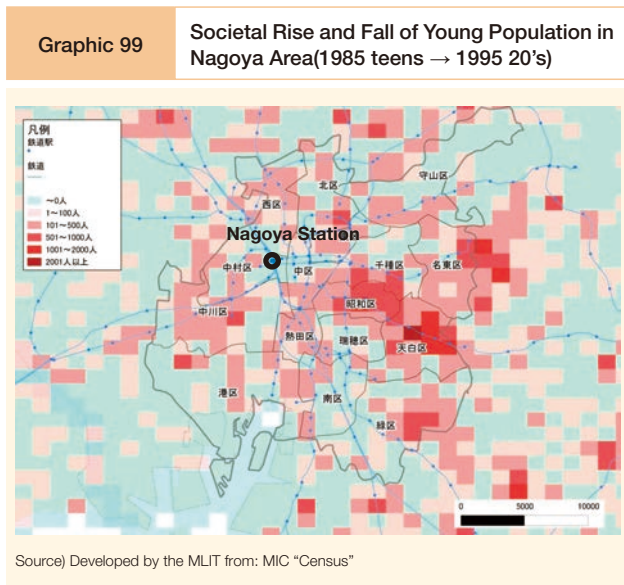 Graphic 99
Societal Rise and Fall of Young Population in
Nagoya Area(1985 teens → 1995 20's)
凡例
鉄道駅
鉄道
～0人
1～100人
101～500人
501～1000人
1001～2000人
2001人以上
守山区
北区
西区
Nagoya Station
中村区
中区
千種区
名東区
昭和区
中川区
熱田区
瑞穂区
天白区
港区
南区
緑区
0
5000
10000
Source) Developed by the MLIT from: MIC “Census”